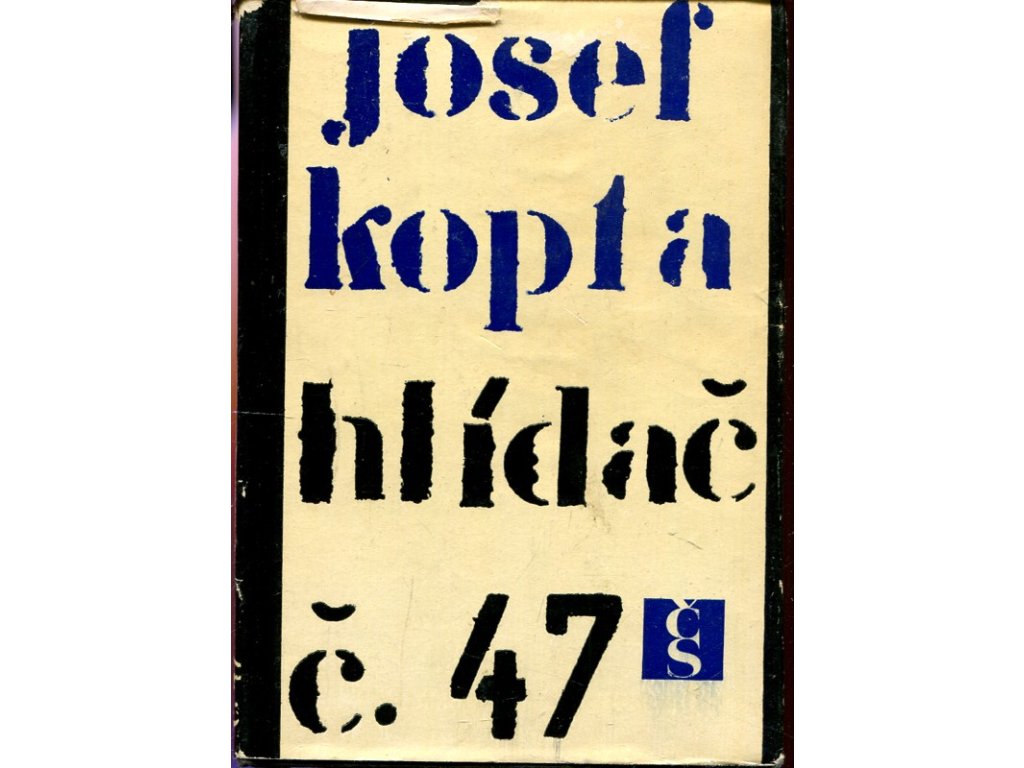 josef
kopta
hlídač
č. 47
čs